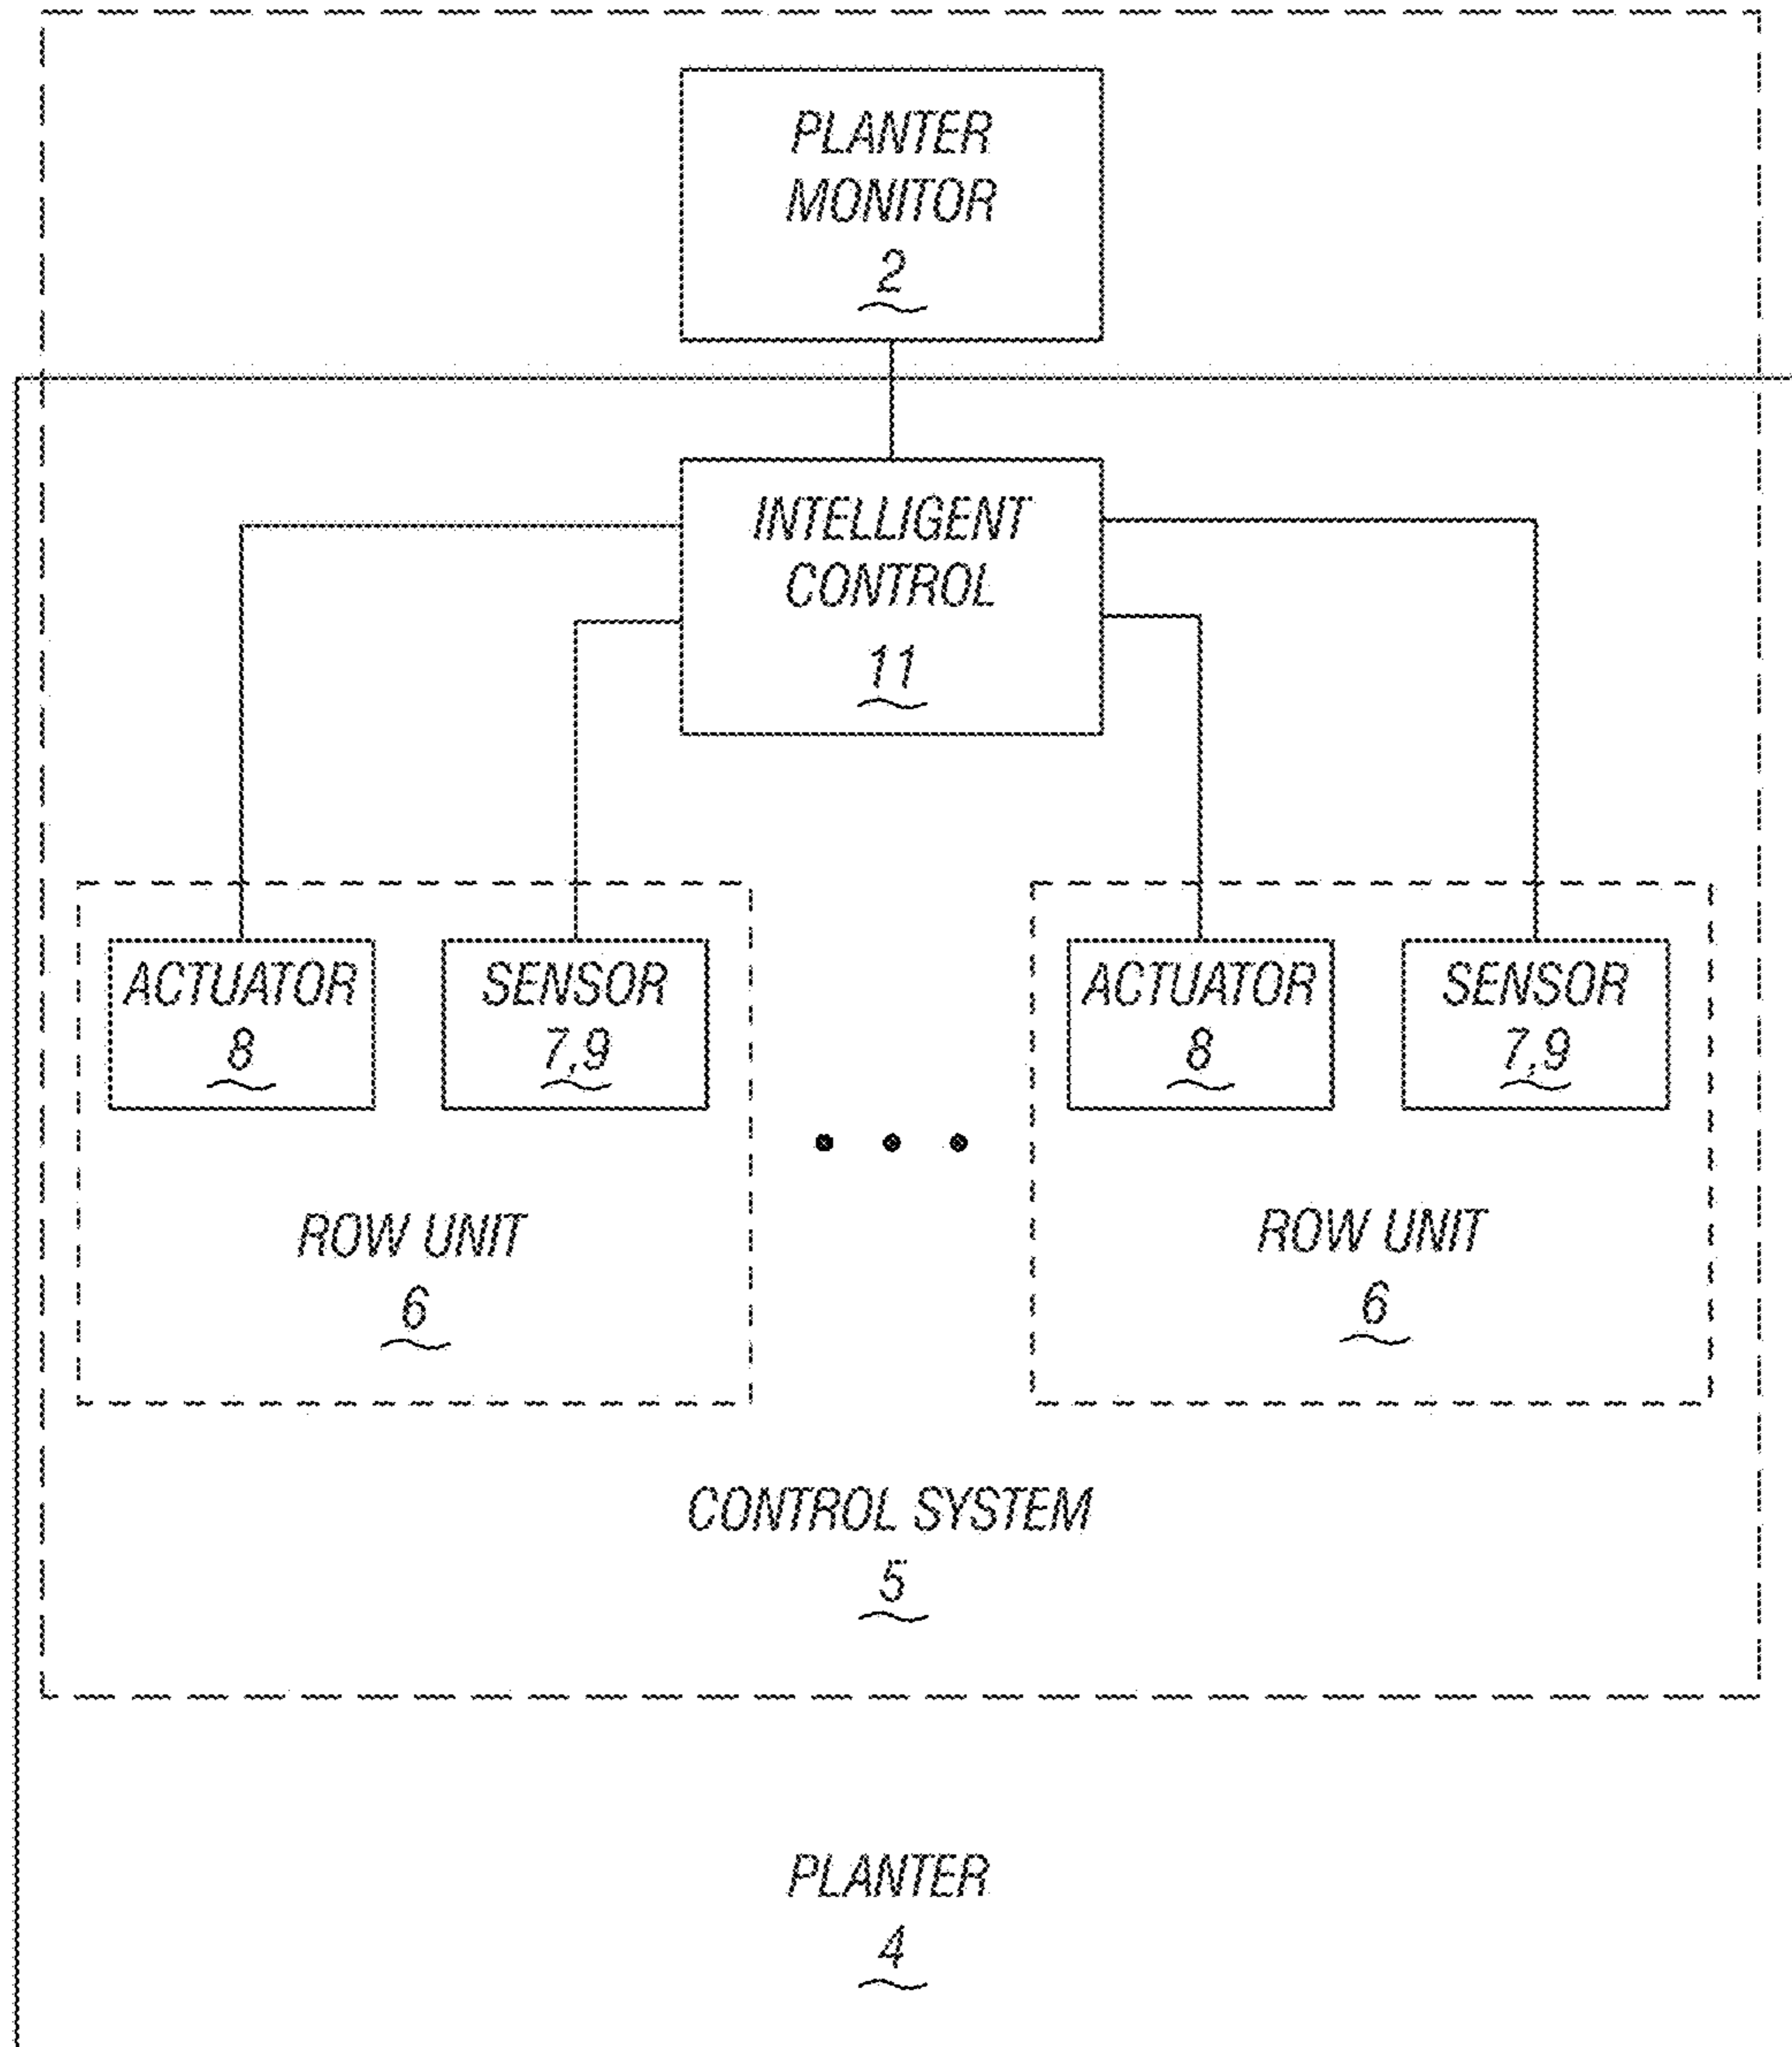 PLANTER
MONITOR
2
INTELLIGENT
CONTROL
11
ACTUATOR
8
SENSOR
7,9
ROW UNIT
6
ACTUATOR
8
SENSOR
7,9
ROW UNIT
6
CONTROL SYSTEM
5
PLANTER
4